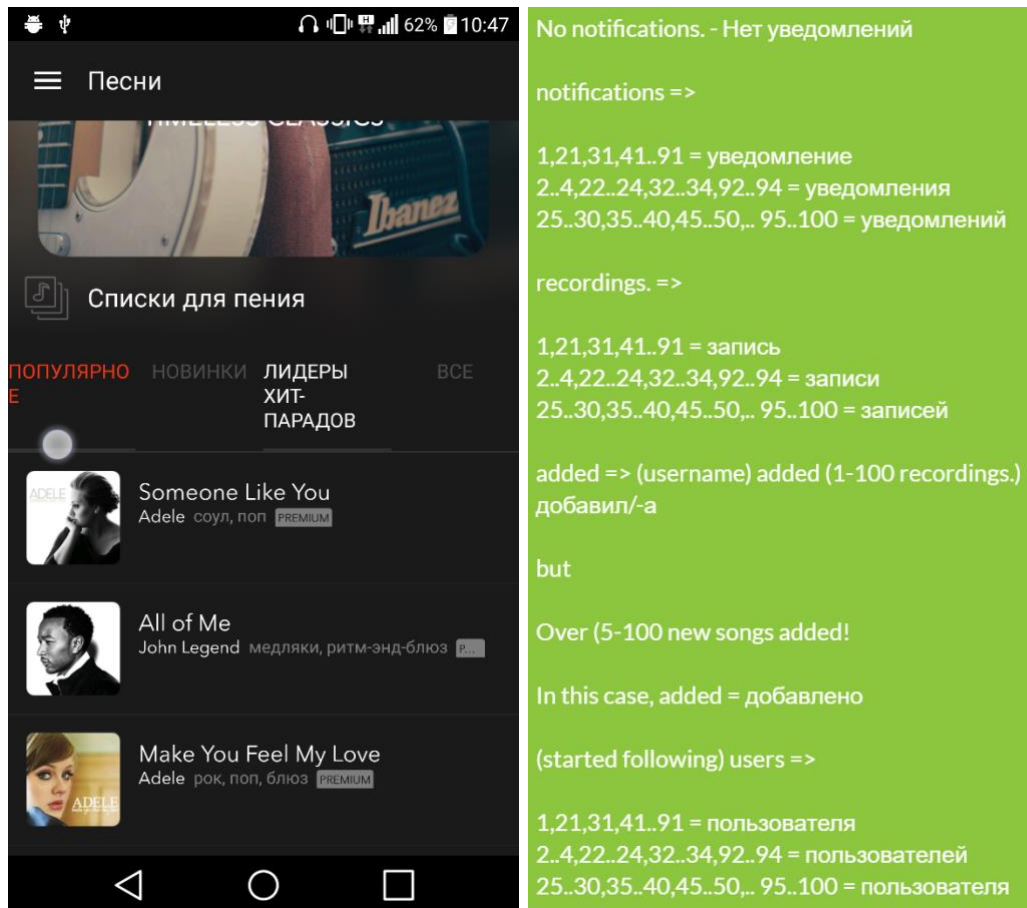 62% 10:47
Песни
TIMELESS CLASSICS
Ibanez
Списки для пения
ПОПУЛЯРНО
Е
НОВИНКИ
ЛИДЕРЫ
ХИТ-
ПАРАДОВ
ВСЕ
ADELE
Someone Like You
Adele соул, поп PREMIUM
All of Me
John Legend медляки, ритм-энд-блюз P...
ADELE
Make You Feel My Love
Adele рок, поп, блюз PREMIUM
No notifications. - Нет уведомлений
notifications =>
1,21,31,41..91 = уведомление
2..4,22..24,32..34,92..94 = уведомления
25..30,35..40,45..50,.. 95..100 = уведомлений
recordings. =>
1,21,31,41..91 = запись
2..4,22..24,32..34,92..94 = записи
25..30,35..40,45..50,.. 95..100 = записей
added => (username) added (1-100 recordings.)
добавил/-а
but
Over (5-100 new songs added!
In this case, added = добавлено
(started following) users =>
1,21,31,41..91 = пользователя
2..4,22..24,32..34,92..94 = пользователей
25..30,35..40,45..50,.. 95..100 = пользователя